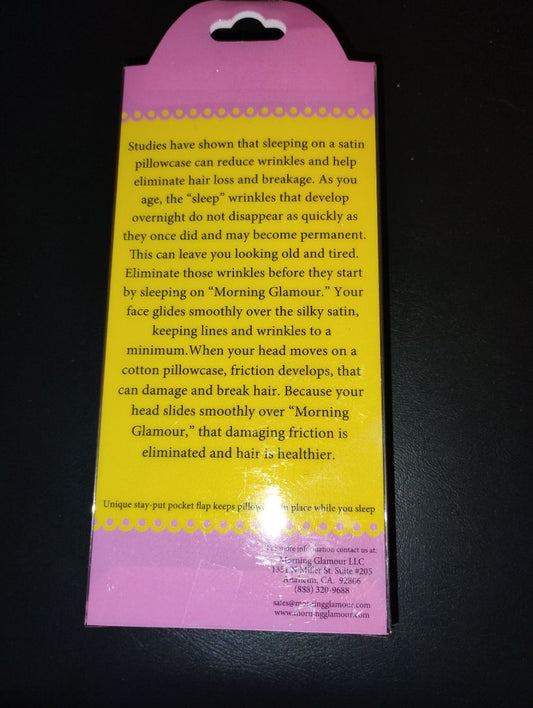 Studies have shown that sleeping on a satin
pillowcase can reduce wrinkles and help
eliminate hair loss and breakage. As you
age, the “sleep” wrinkles that develop
overnight do not disappear as quickly as
they once did and may become permanent.
This can leave you looking old and tired.
Eliminate those wrinkles before they start
by sleeping on “Morning Glamour.” Your
face glides smoothly over the silky satin,
keeping lines and wrinkles to a
minimum.When your head moves on a
cotton pillowcase, friction develops, that
can damage and break hair. Because your
head slides smoothly over “Morning
Glamour,” that damaging friction is
eliminated and hair is healthier.
Unique stay-put pocket flap keeps in place while you sleep
For more information contact us at:
Morning Glamour LLC
1351 N Miller St. Suite #205
Anaheim, CA. 92806
(888) 320-9688
sales@morningglamour.com
www.morningglamour.com